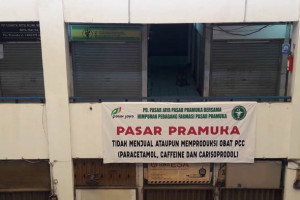 PD. PASAR JAYA PASAR PRAMUKA BERSAMA
HIMPUNAN PEDAGANG FARMASI PASAR PRAMUKA
pasar jaya
PASAR PRAMUKA
TIDAK MENJUAL ATAUPUN MEMPRODUKSI OBAT PCC
(PARACETAMOL, CAFFEINE DAN CARISOPRODOL)